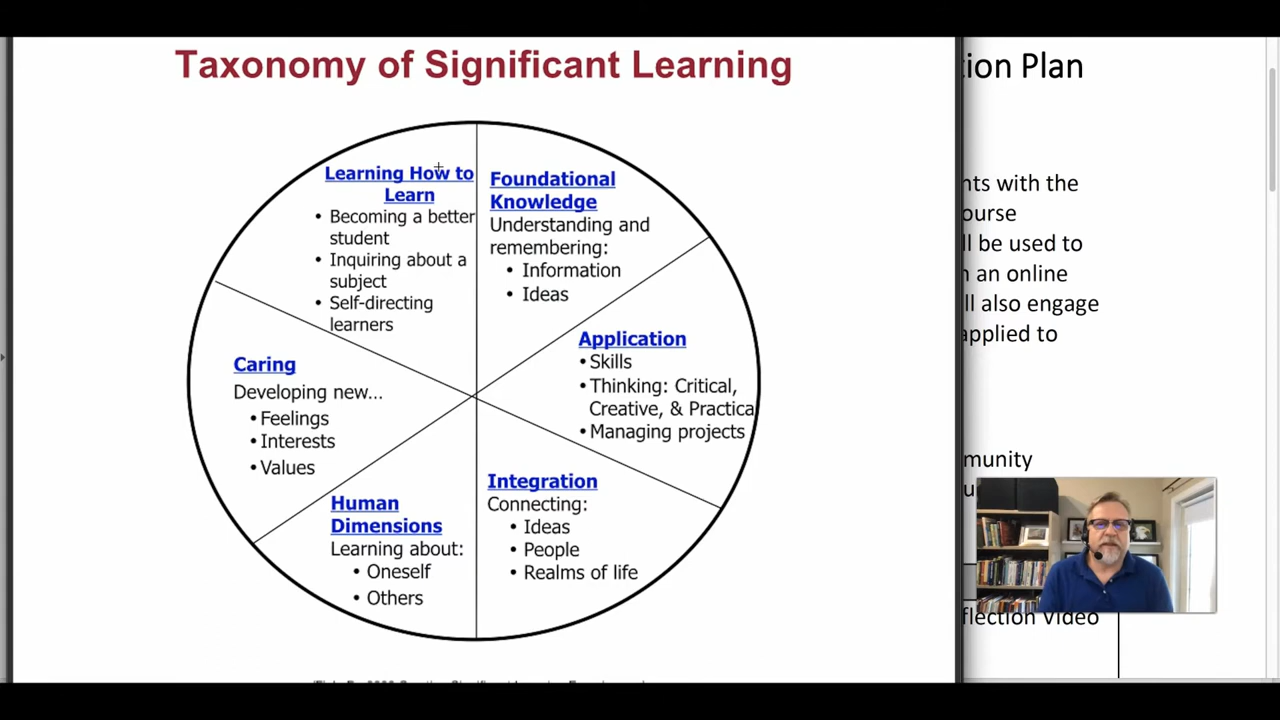 Taxonomy of Significant Learning
Learning How to
Learn
• Becoming a better
student
• Inquiring about a
subject
• Self-directing
learners
Foundational
Knowledge
Understanding and
remembering:
• Information
• Ideas
Application
• Skills
• Thinking: Critical,
Creative, & Practica
• Managing projects
Caring
Developing new...
• Feelings
• Interests
• Values
Human
Dimensions
Learning about:
• Oneself
• Others
Integration
Connecting:
• Ideas
• People
• Realms of life
tion Plan
nts with the
ourse
ll be used to
an online
ll also engage
applied to
mmunity
flection Video